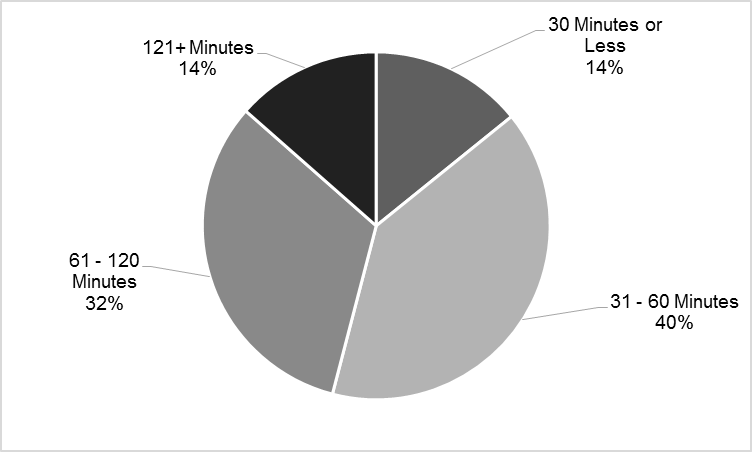 121+ Minutes
14%
30 Minutes or
Less
14%
61 - 120
Minutes
32%
31 - 60 Minutes
40%